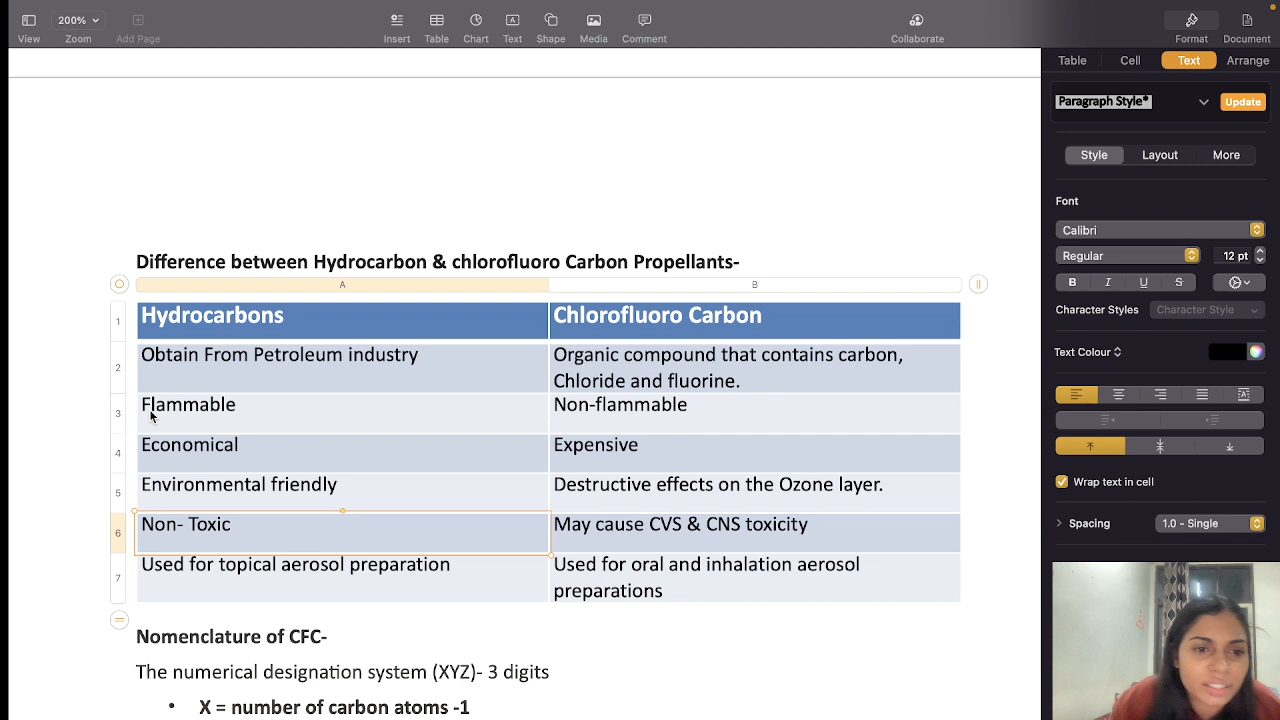 200%
View
Zoom
Add Page
Insert
Table
Chart
Text
Shape
Media
Comment
Collaborate
Format
Document
Table
Cell
Text
Arrange
Paragraph Style*
Update
Style
Layout
More
Font
Calibri
Regular
12 pt
B I U S
Character Styles
Character Style
Text Colour
Wrap text in cell
Spacing
1.0 - Single
Difference between Hydrocarbon & chlorofluoro Carbon Propellants-
A
B
1
Hydrocarbons
Chlorofluoro Carbon
2
Obtain From Petroleum industry
Organic compound that contains carbon,
Chloride and fluorine.
3
Flammable
Non-flammable
4
Economical
Expensive
5
Environmental friendly
Destructive effects on the Ozone layer.
6
Non- Toxic
May cause CVS & CNS toxicity
7
Used for topical aerosol preparation
Used for oral and inhalation aerosol
preparations
Nomenclature of CFC-
The numerical designation system (XYZ)- 3 digits
• X = number of carbon atoms -1